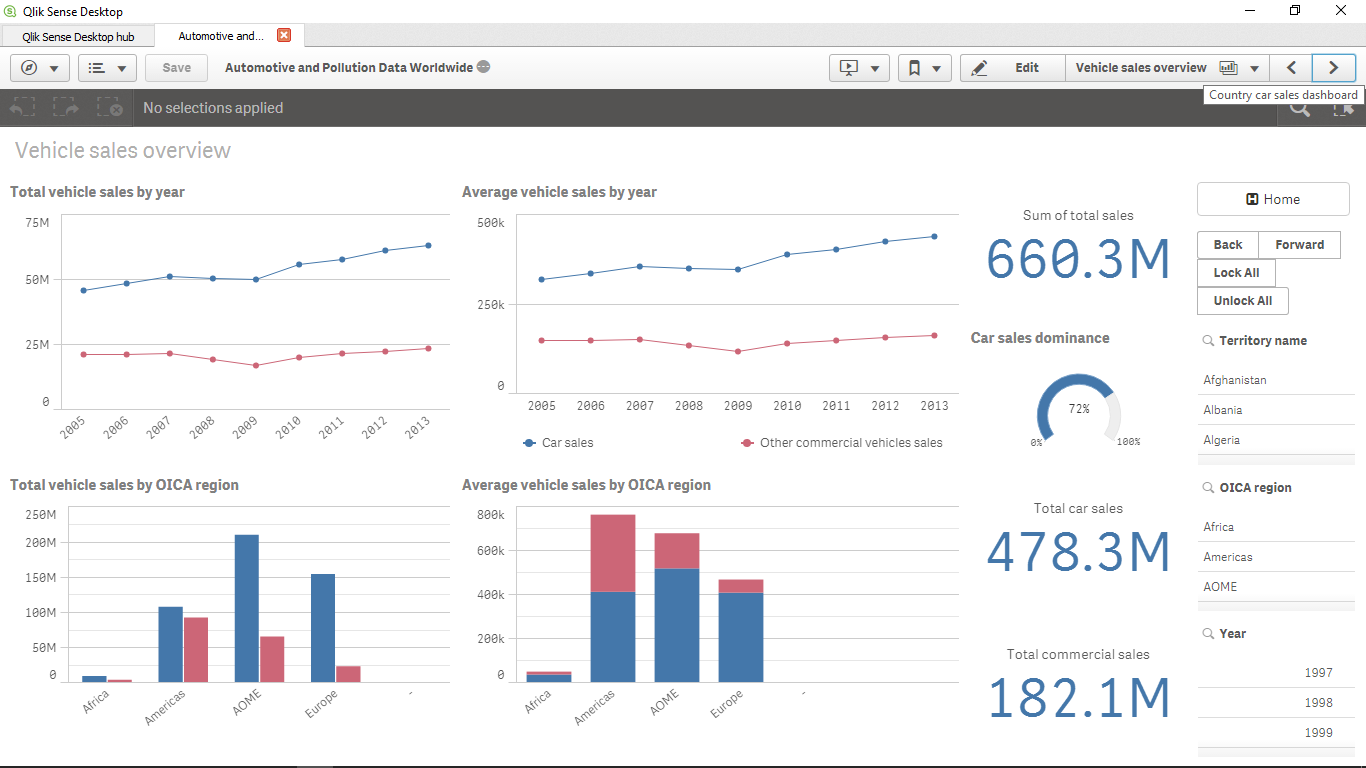 Qlik Sense Desktop
Qlik Sense Desktop hub
Automotive and...
Save
Automotive and Pollution Data Worldwide
Edit
Vehicle sales overview
Country car sales dashboard
No selections applied
Vehicle sales overview
Total vehicle sales by year
75M
50M
25M
0
2005 2006 2007 2008 2009 2010 2011 2012 2013
Average vehicle sales by year
500k
250k
0
2005 2006 2007 2008 2009 2010 2011 2012 2013
Car sales
Other commercial vehicles sales
Sum of total sales
660.3M
Car sales dominance
72%
0% 100%
Home
Back Forward
Lock All
Unlock All
Territory name
Afghanistan
Albania
Algeria
Total vehicle sales by OICA region
250M
200M
150M
100M
50M
0
Africa Americas AOME Europe -
Average vehicle sales by OICA region
800k
600k
400k
200k
0
Africa Americas AOME Europe -
Total car sales
478.3M
Total commercial sales
182.1M
OICA region
Africa
Americas
AOME
Year
1997
1998
1999